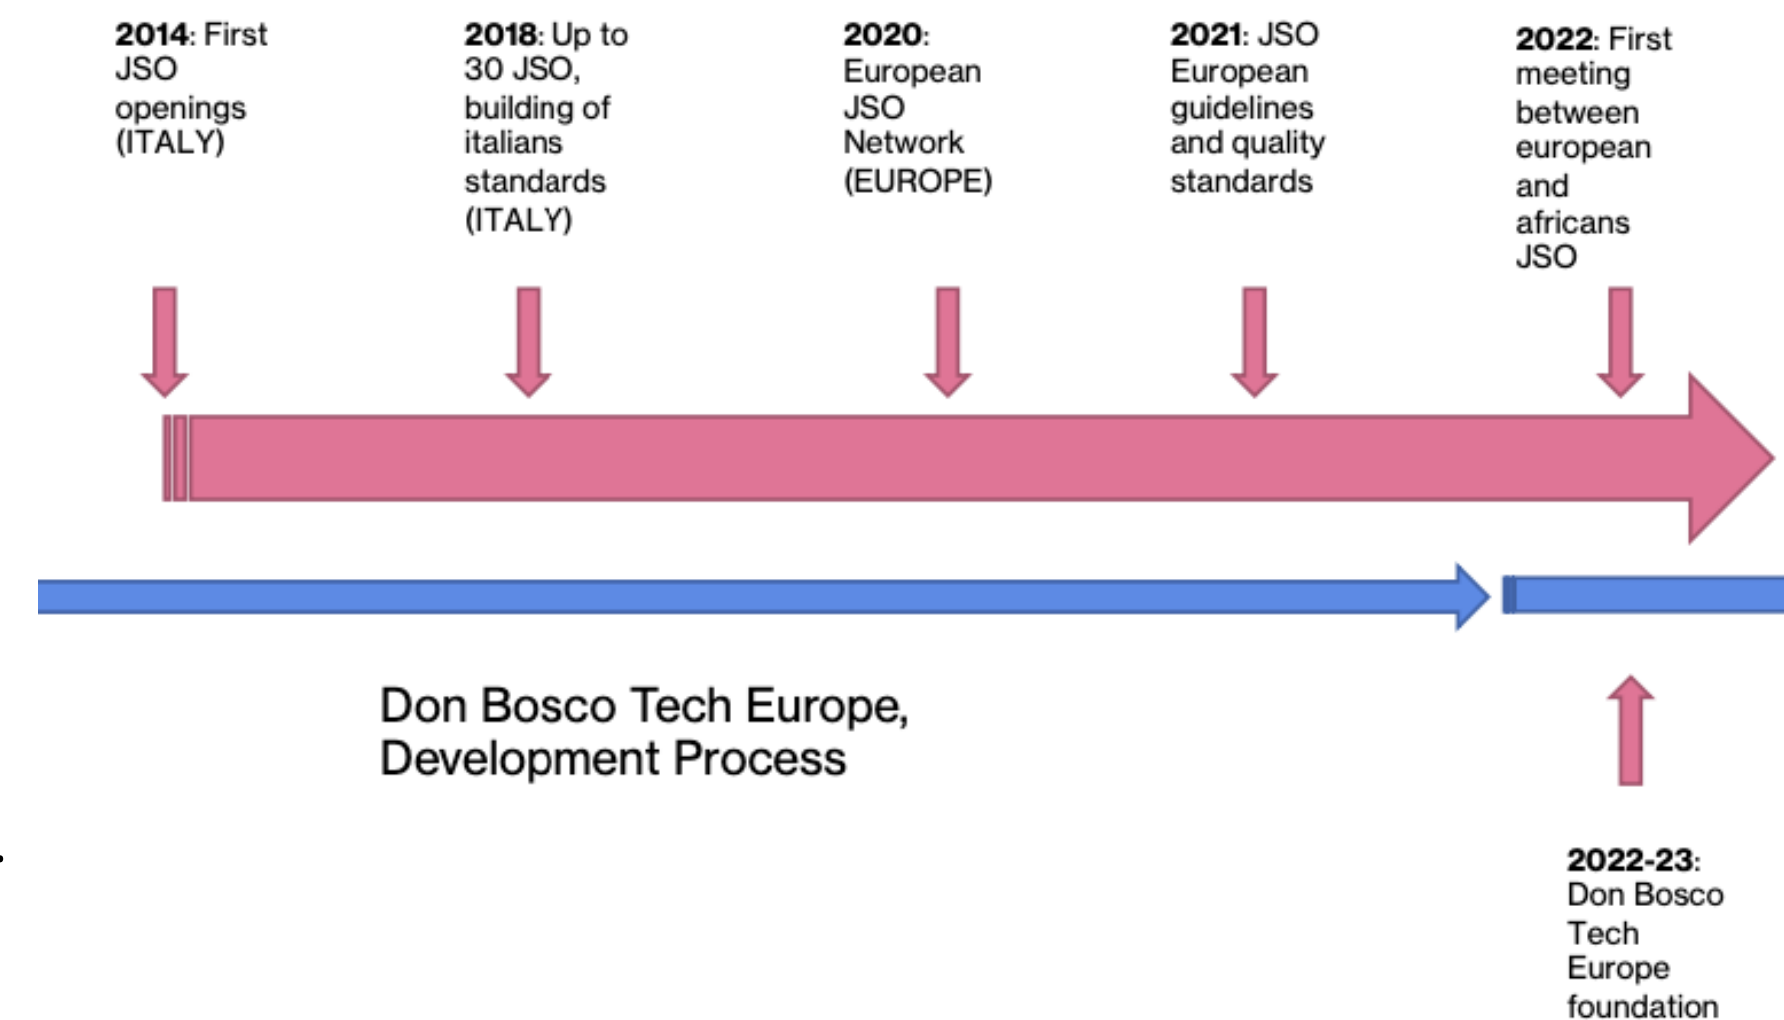 2014: First
JSO
openings
(ITALY)
2018: Up to
30 JSO,
building of
italians
standards
(ITALY)
2020:
European
JSO
Network
(EUROPE)
2021: JSO
European
guidelines
and quality
standards
2022: First
meeting
between
european
and
africans
JSO
Don Bosco Tech Europe,
Development Process
2022-23:
Don Bosco
Tech
Europe
foundation